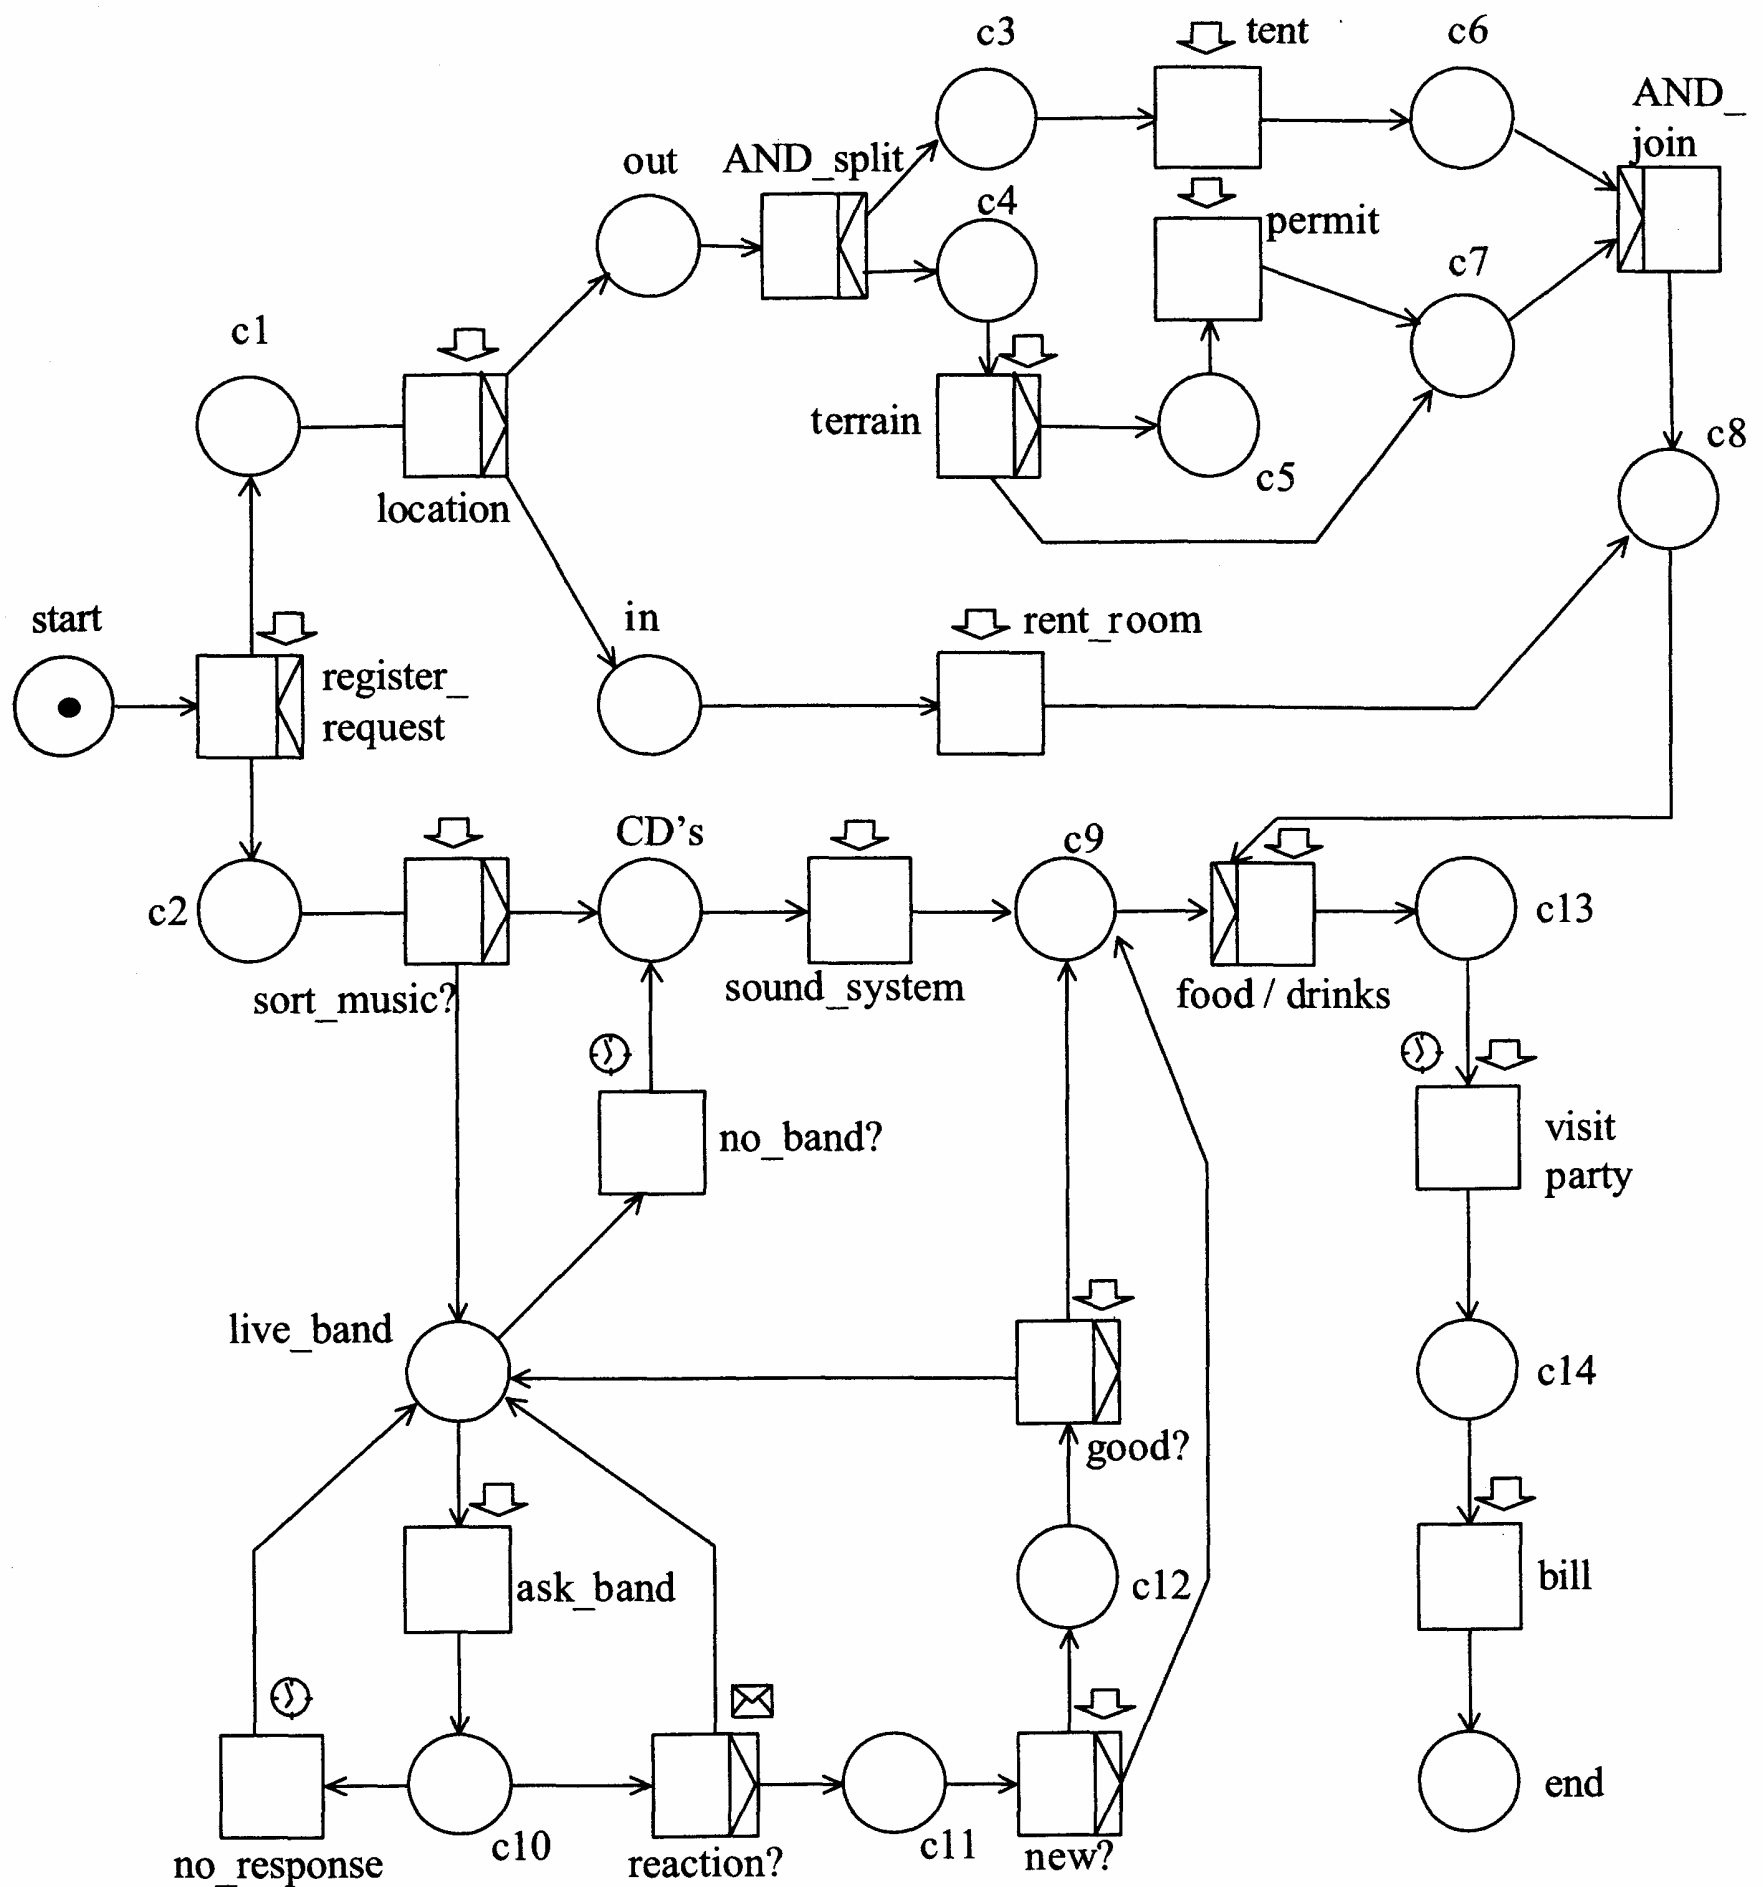 c3
tent
c6
AND_
join
out
AND_split
c4
permit
c7
c1
terrain
c5
c8
location
start
in
rent_room
register_
request
CD's
c9
c2
c13
sort_music?
sound_system
food / drinks
no_band?
visit
party
live_band
c14
good?
ask_band
c12
bill
no_response
c10
reaction?
c11
new?
end